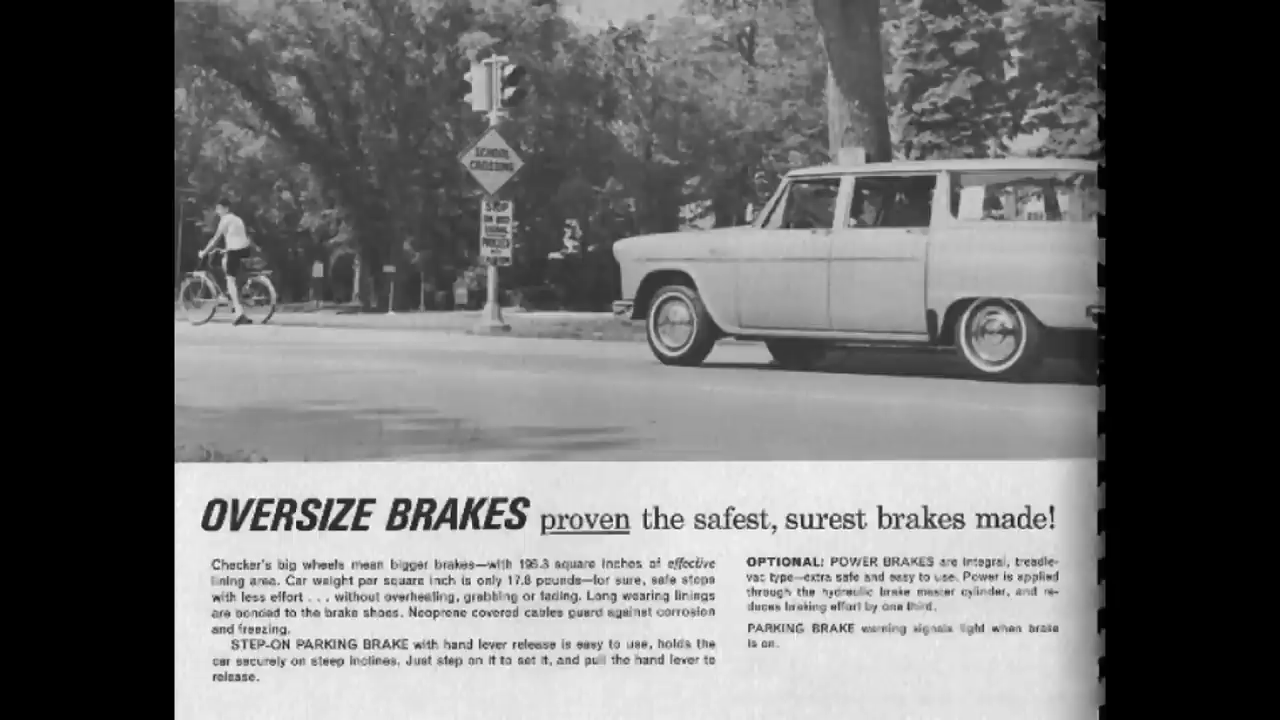 SCHOOL
CROSSING
STOP
ON RED
SIGNAL
PROCEED
OVERSIZE BRAKES proven the safest, surest brakes made!
Checker's big wheels mean bigger brakes—with 195.3 square inches of effective
lining area. Car weight per square inch is only 17.8 pounds—for sure, safe stops
with less effort . . . without overheating, grabbing or fading. Long wearing linings
are bonded to the brake shoes. Neoprene covered cables guard against corrosion
and freezing.
STEP-ON PARKING BRAKE with hand lever release is easy to use, holds the
car securely on steep inclines. Just step on it to set it, and pull the hand lever to
release.
OPTIONAL: POWER BRAKES are integral, treadle-
vac type—extra safe and easy to use. Power is applied
through the hydraulic brake master cylinder, and re-
duces braking effort by one third.
PARKING BRAKE warning signals light when brake
is on.